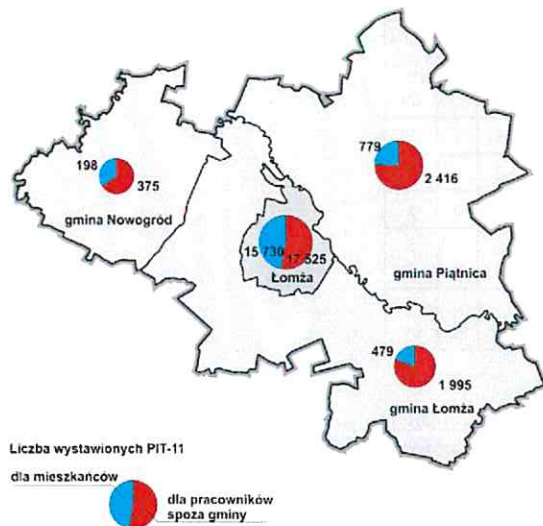 779
2 416
198
375
gmina Nowogród
15 730 17 525
Łomża
gmina Piątnica
479
1 995
gmina Łomża
Liczba wystawionych PIT-11
dla mieszkańców
dla pracowników
spoza gminy